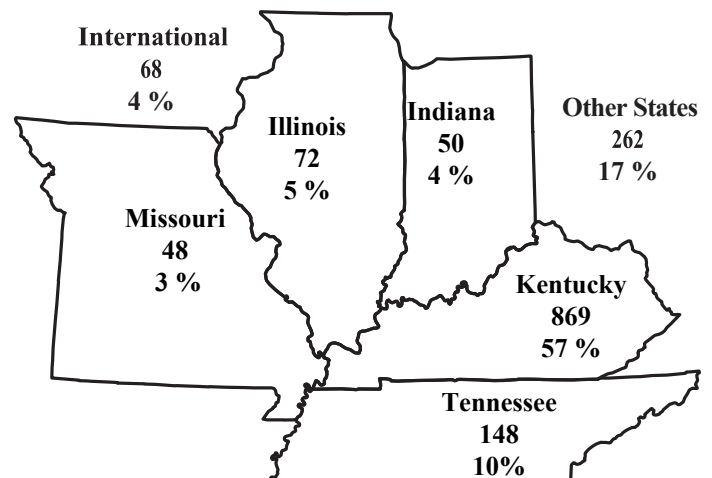 International
68
4 %
Illinois
72
5 %
Indiana
50
4 %
Other States
262
17 %
Missouri
48
3 %
Kentucky
869
57 %
Tennessee
148
10%